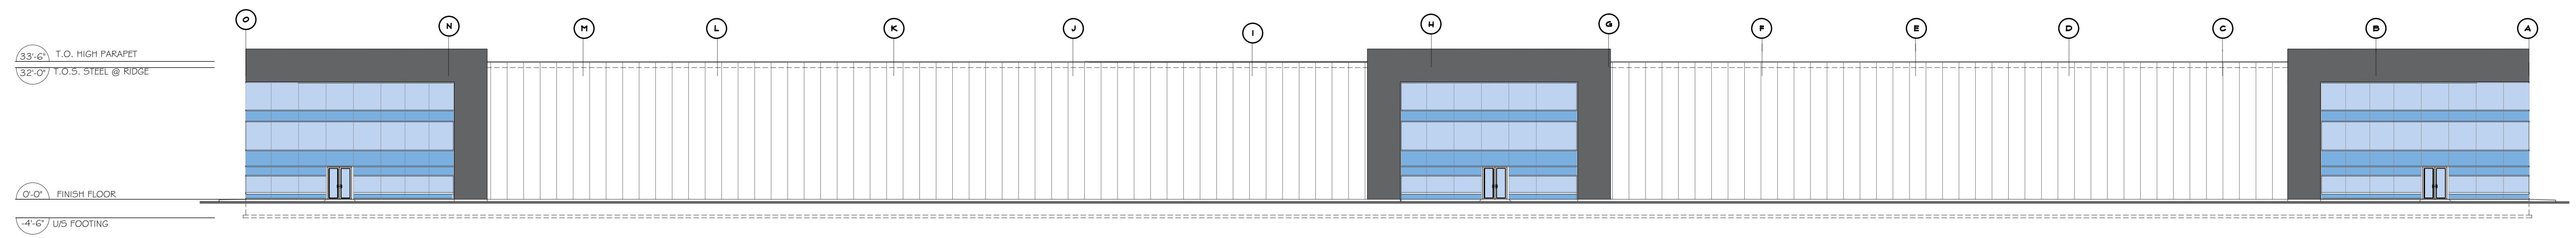 O N M L K J I H G F E D C B A
33'-6" T.O. HIGH PARAPET
32'-0" T.O.S. STEEL @ RIDGE
0'-0" FINISH FLOOR
-4'-6" U/S FOOTING